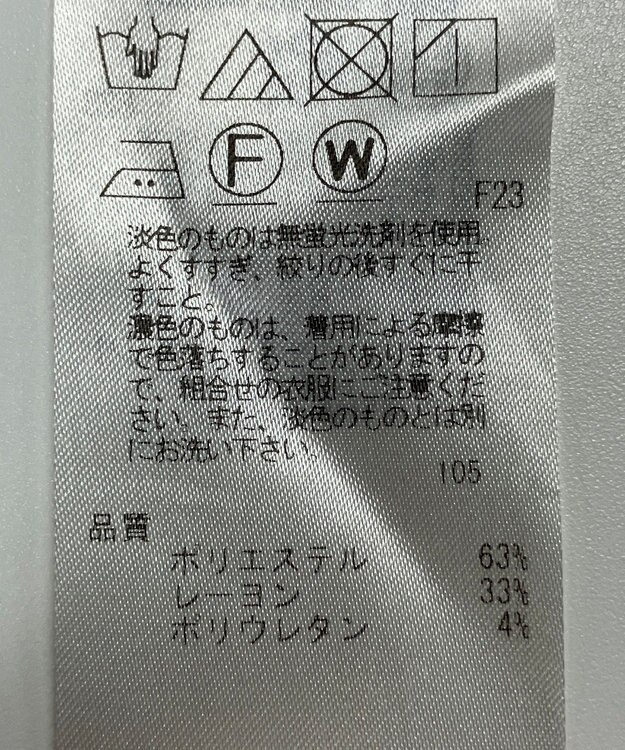 F W
F23
淡色のものは無蛍光洗剤を使用
よくすすぎ、絞りの後すぐに干
すこと。
濃色のものは、着用による摩擦
で色落ちすることがありますの
で、組合せの衣服にご注意くだ
さい。また、淡色のものとは別
にお洗い下さい。
105
品質
ポリエステル 63%
レーヨン 33%
ポリウレタン 4%